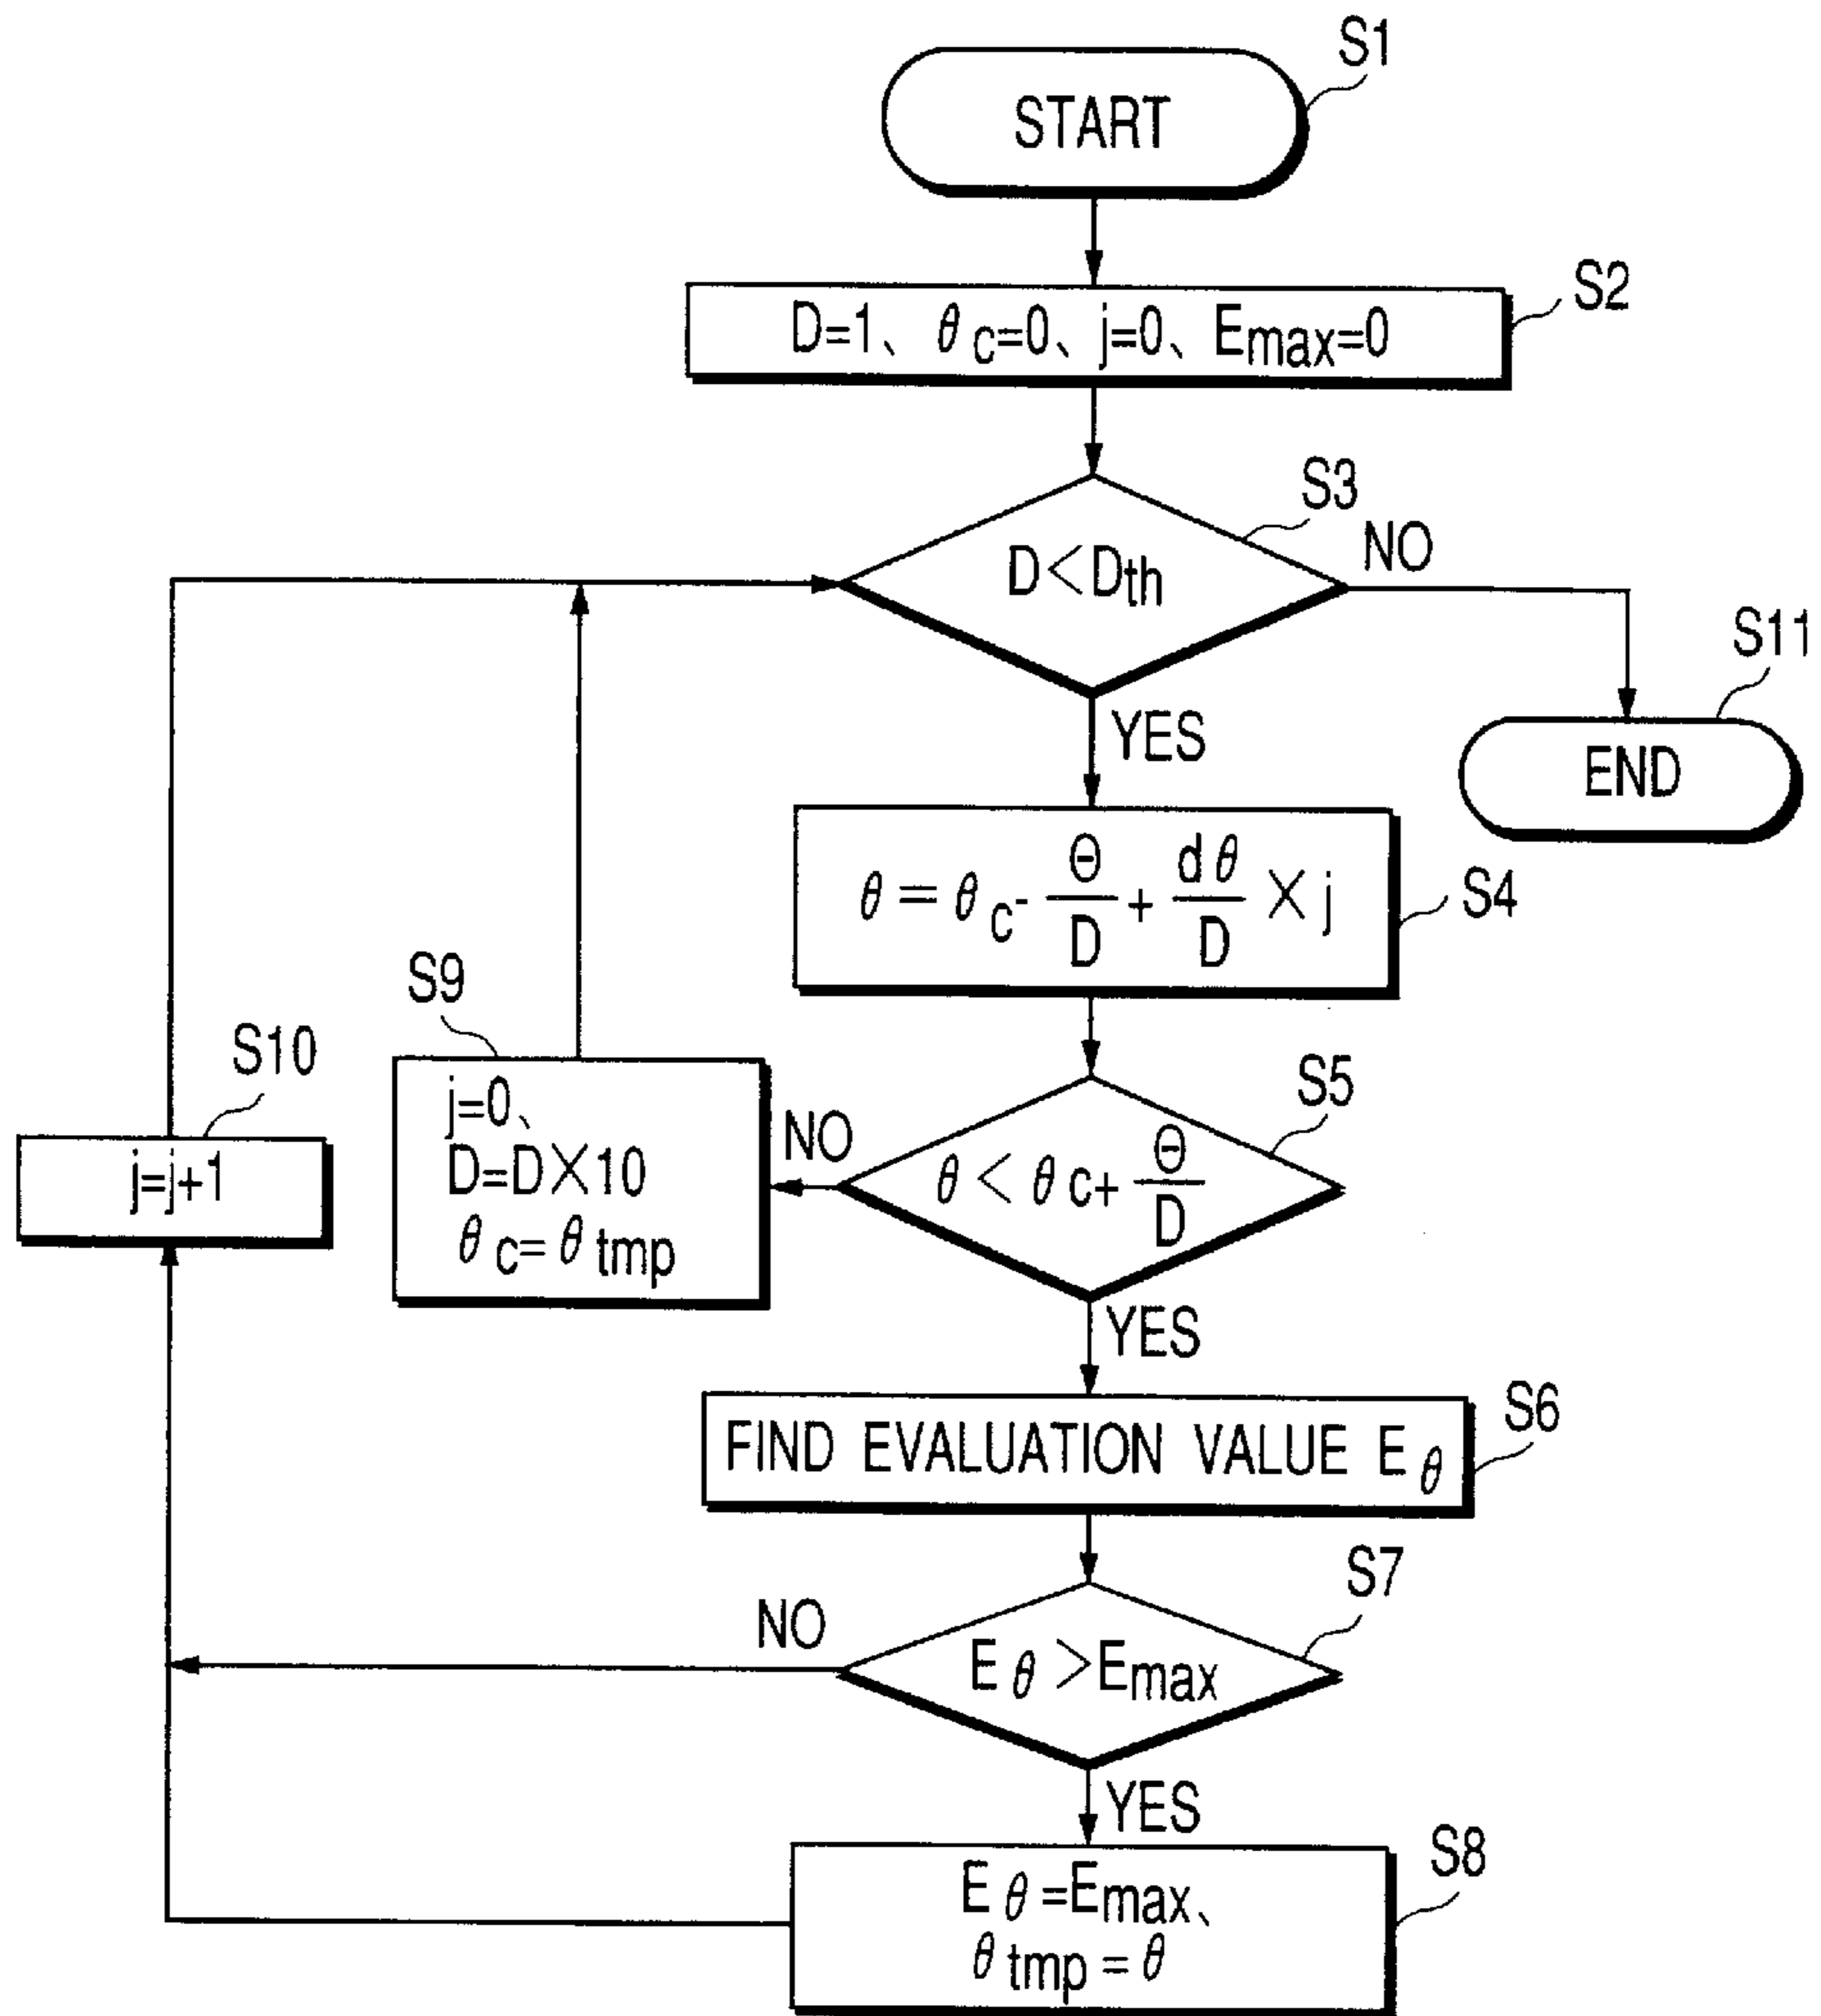 S1
START
S2
D=1、θc=0、j=0、Emax=0
S3
D<Dth
NO
YES
S11
END
S4
θ = θc - Θ/D + dθ/D × j
S9
j=0、
D=D×10
θc=θtmp
S10
j=j+1
S5
θ < θc + Θ/D
NO
YES
S6
FIND EVALUATION VALUE Eθ
S7
Eθ>Emax
NO
YES
S8
Eθ=Emax、
θtmp=θ